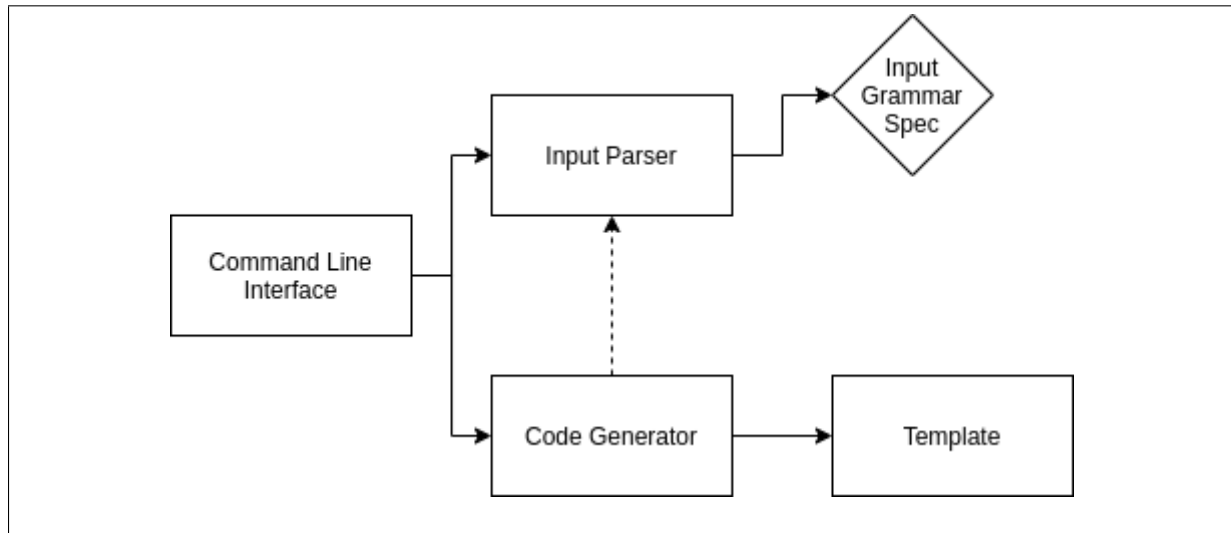 Input
Grammar
Spec
Input Parser
Command Line
Interface
Code Generator
Template